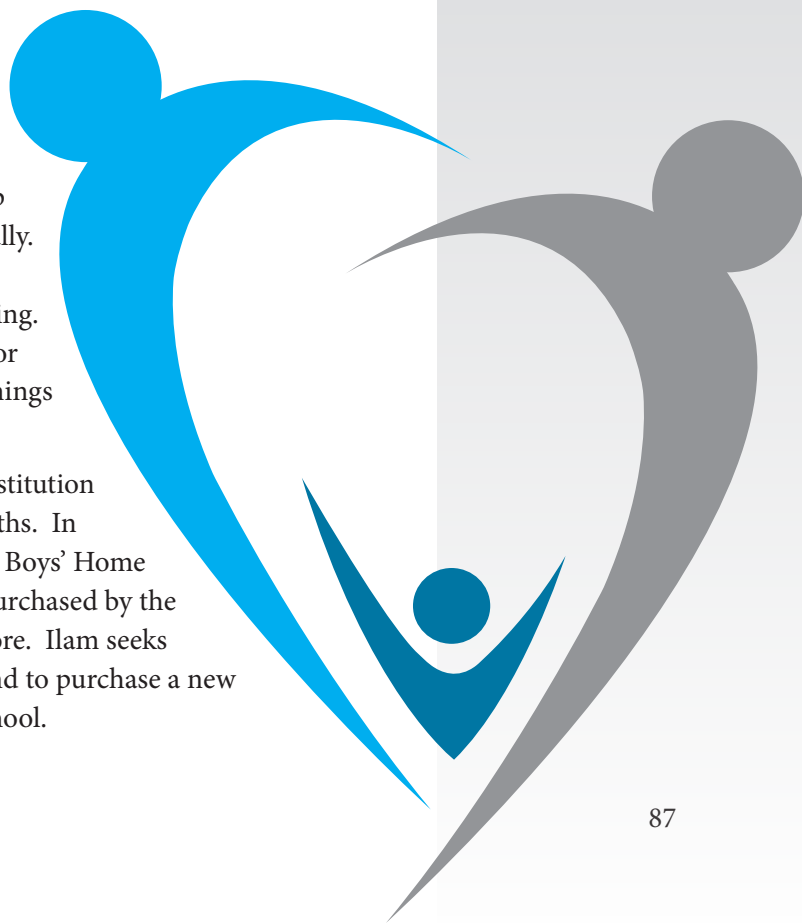 lly.
ing.
or
nings
stitution
ths.  In
Boys’ Home
urchased by the
ore.  Ilam seeks
nd to purchase a new
hool.
87